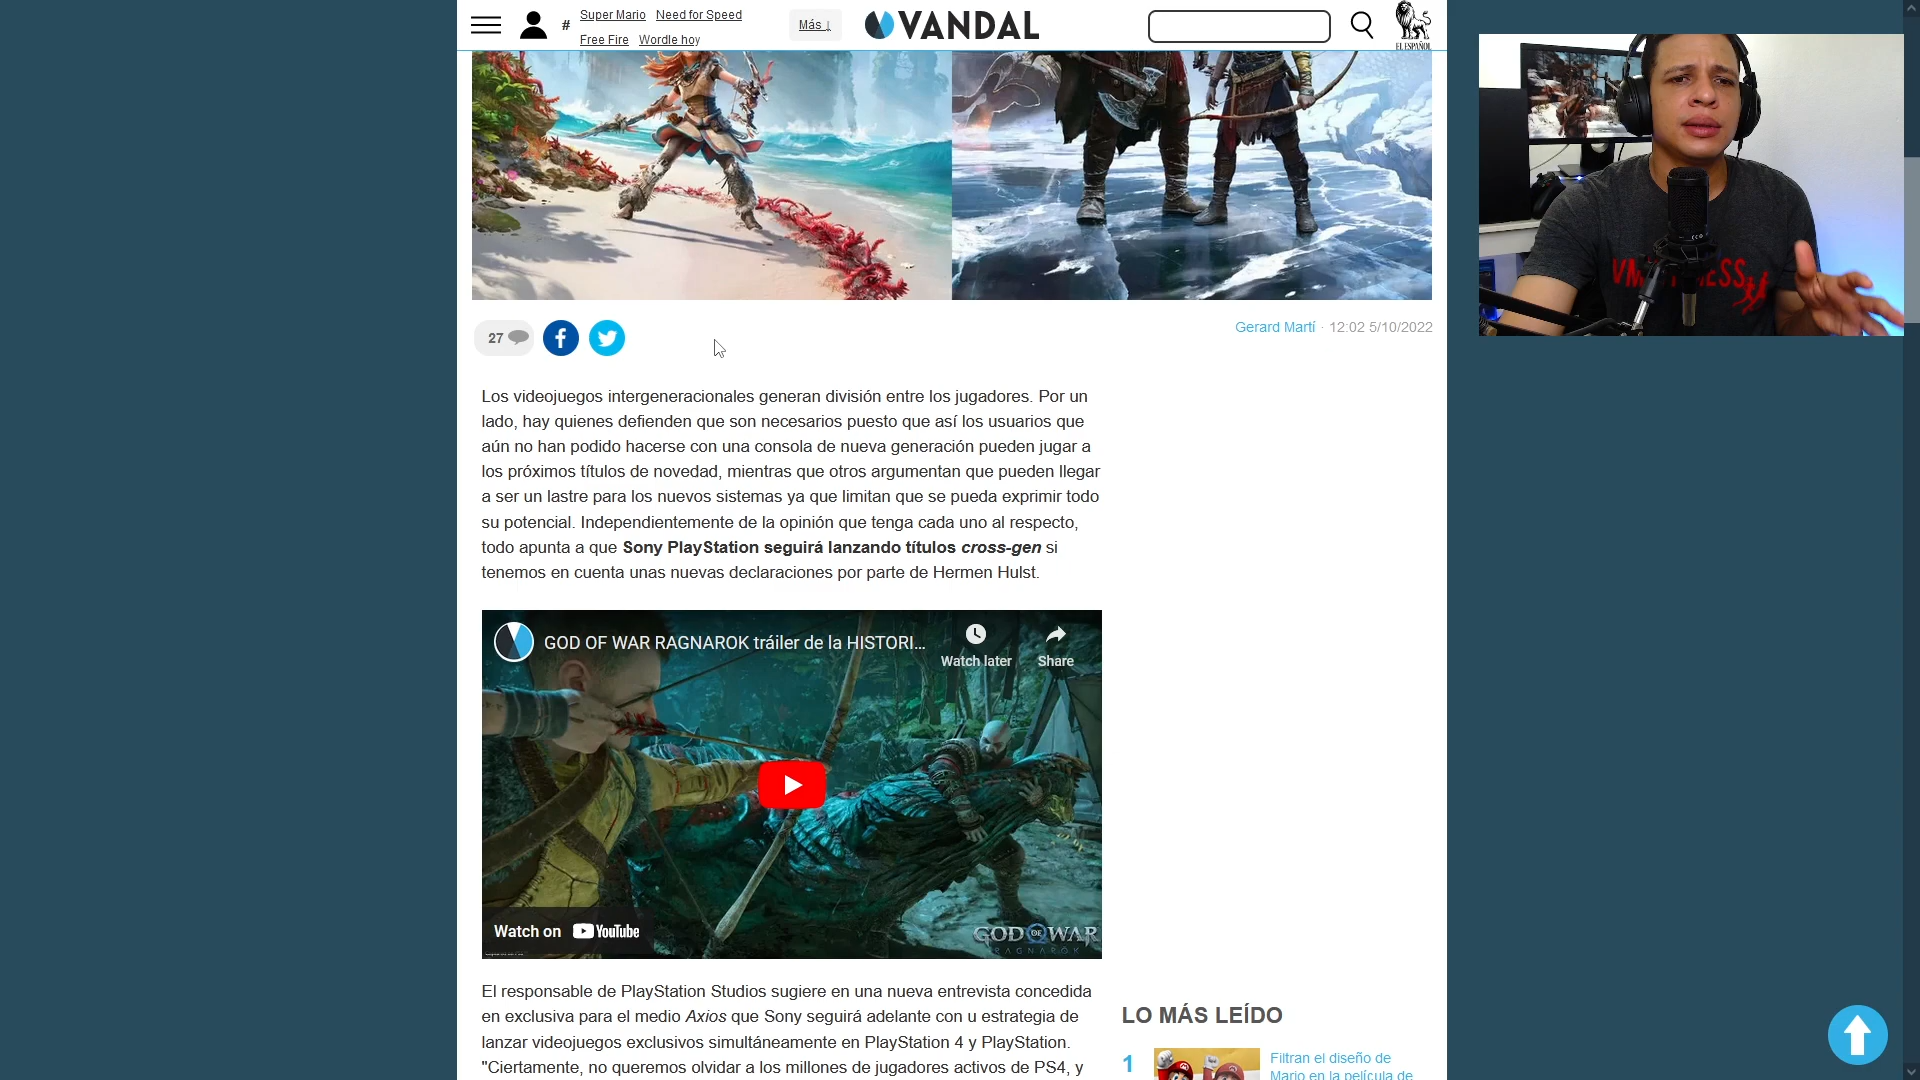 Super Mario Need for Speed
# Free Fire Wordle hoy
Más ↓
VANDAL
EL ESPAÑOL
27
Gerard Martí · 12:02 5/10/2022
Los videojuegos intergeneracionales generan división entre los jugadores. Por un
lado, hay quienes defienden que son necesarios puesto que así los usuarios que
aún no han podido hacerse con una consola de nueva generación pueden jugar a
los próximos títulos de novedad, mientras que otros argumentan que pueden llegar
a ser un lastre para los nuevos sistemas ya que limitan que se pueda exprimir todo
su potencial. Independientemente de la opinión que tenga cada uno al respecto,
todo apunta a que Sony PlayStation seguirá lanzando títulos cross-gen si
tenemos en cuenta unas nuevas declaraciones por parte de Hermen Hulst.
GOD OF WAR RAGNAROK tráiler de la HISTORI...
Watch later
Share
Watch on YouTube
GOD OF WAR
RAGNARÖK
El responsable de PlayStation Studios sugiere en una nueva entrevista concedida
en exclusiva para el medio Axios que Sony seguirá adelante con u estrategia de
lanzar videojuegos exclusivos simultáneamente en PlayStation 4 y PlayStation.
"Ciertamente, no queremos olvidar a los millones de jugadores activos de PS4, y
LO MÁS LEÍDO
1
Filtran el diseño de
Mario en la película de